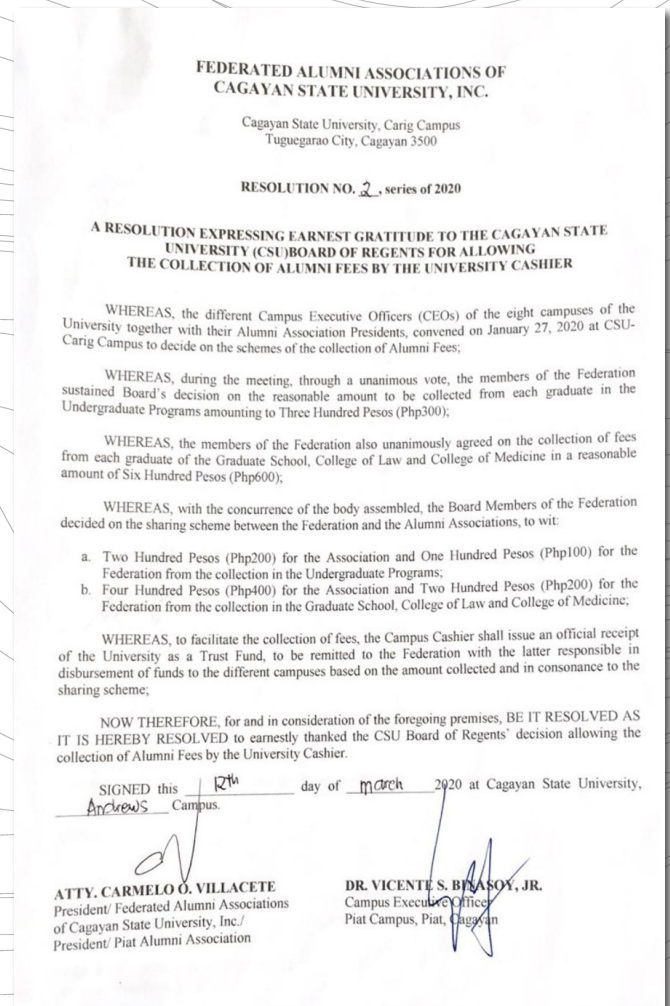 FEDERATED ALUMNI ASSOCIATIONS OF
CAGAYAN STATE UNIVERSITY, INC.
Cagayan State University, Carig Campus
Tuguegarao City, Cagayan 3500
RESOLUTION NO. 2, series of 2020
A RESOLUTION EXPRESSING EARNEST GRATITUDE TO THE CAGAYAN STATE
UNIVERSITY (CSU)BOARD OF REGENTS FOR ALLOWING
THE COLLECTION OF ALUMNI FEES BY THE UNIVERSITY CASHIER
WHEREAS, the different Campus Executive Officers (CEOs) of the eight campuses of the
University together with their Alumni Association Presidents, convened on January 27, 2020 at CSU-
Carig Campus to decide on the schemes of the collection of Alumni Fees;
WHEREAS, during the meeting, through a unanimous vote, the members of the Federation
sustained Board's decision on the reasonable amount to be collected from each graduate in the
Undergraduate Programs amounting to Three Hundred Pesos (Php300);
WHEREAS, the members of the Federation also unanimously agreed on the collection of fees
from each graduate of the Graduate School, College of Law and College of Medicine in a reasonable
amount of Six Hundred Pesos (Php600);
WHEREAS, with the concurrence of the body assembled, the Board Members of the Federation
decided on the sharing scheme between the Federation and the Alumni Associations, to wit:
a. Two Hundred Pesos (Php200) for the Association and One Hundred Pesos (Php100) for the
Federation from the collection in the Undergraduate Programs;
b. Four Hundred Pesos (Php400) for the Association and Two Hundred Pesos (Php200) for the
Federation from the collection in the Graduate School, College of Law and College of Medicine;
WHEREAS, to facilitate the collection of fees, the Campus Cashier shall issue an official receipt
of the University as a Trust Fund, to be remitted to the Federation with the latter responsible in
disbursement of funds to the different campuses based on the amount collected and in consonance to the
sharing scheme;
NOW THEREFORE, for and in consideration of the foregoing premises, BE IT RESOLVED AS
IT IS HEREBY RESOLVED to earnestly thanked the CSU Board of Regents' decision allowing the
collection of Alumni Fees by the University Cashier.
SIGNED this 12th day of march 2020 at Cagayan State University,
Andrews Campus.
ATTY. CARMELO O. VILLACETE
President/ Federated Alumni Associations
of Cagayan State University, Inc./
President/ Piat Alumni Association
DR. VICENTE S. BINASOY, JR.
Campus Executive Officer
Piat Campus, Piat, Cagayan